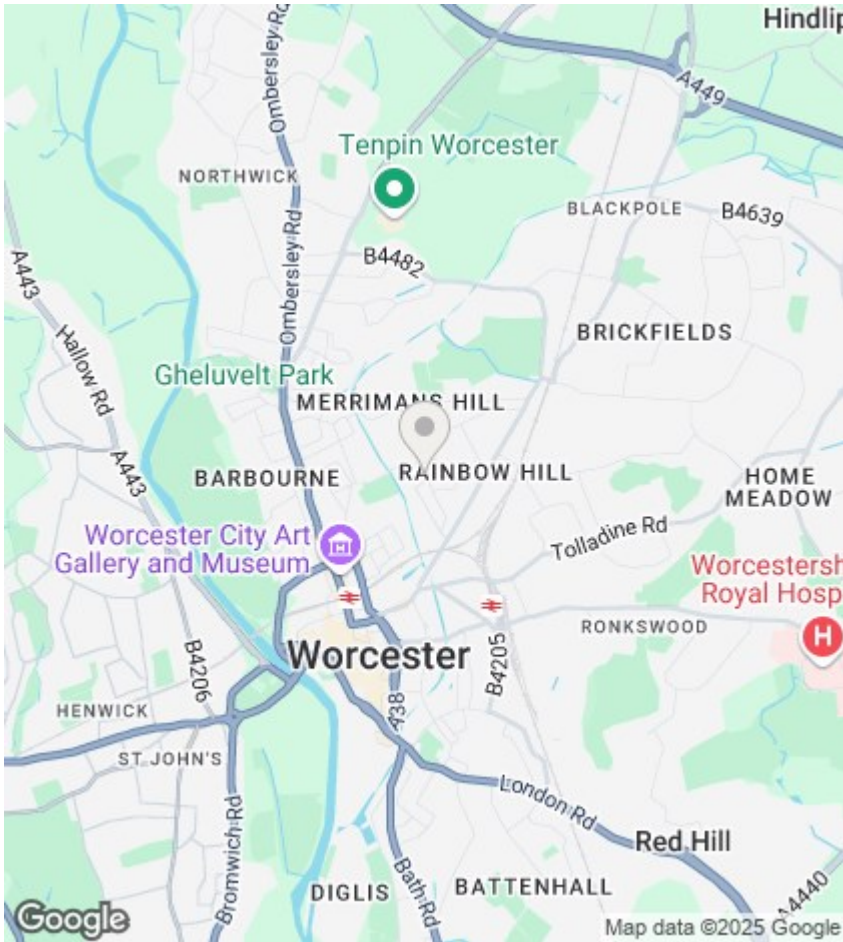 Hindlip
Ombersley Rd
A449
Tenpin Worcester
NORTHWICK
BLACKPOLE
B4639
B4482
A443
Ombersley Rd
BRICKFIELDS
Hallow Rd
Gheluvelt Park
MERRIMANS HILL
A443
BARBOURNE
RAINBOW HILL
HOME
MEADOW
Worcester City Art
Gallery and Museum
Tolladine Rd
Worcestersh
Royal Hosp
H
RONKSWOOD
Worcester
B4205
B4206
A38
HENWICK
ST JOHN'S
London Rd
Bromwich Rd
Red Hill
Bath Rd
DIGLIS
BATTENHALL
A4440
Google
Map data ©2025 Google